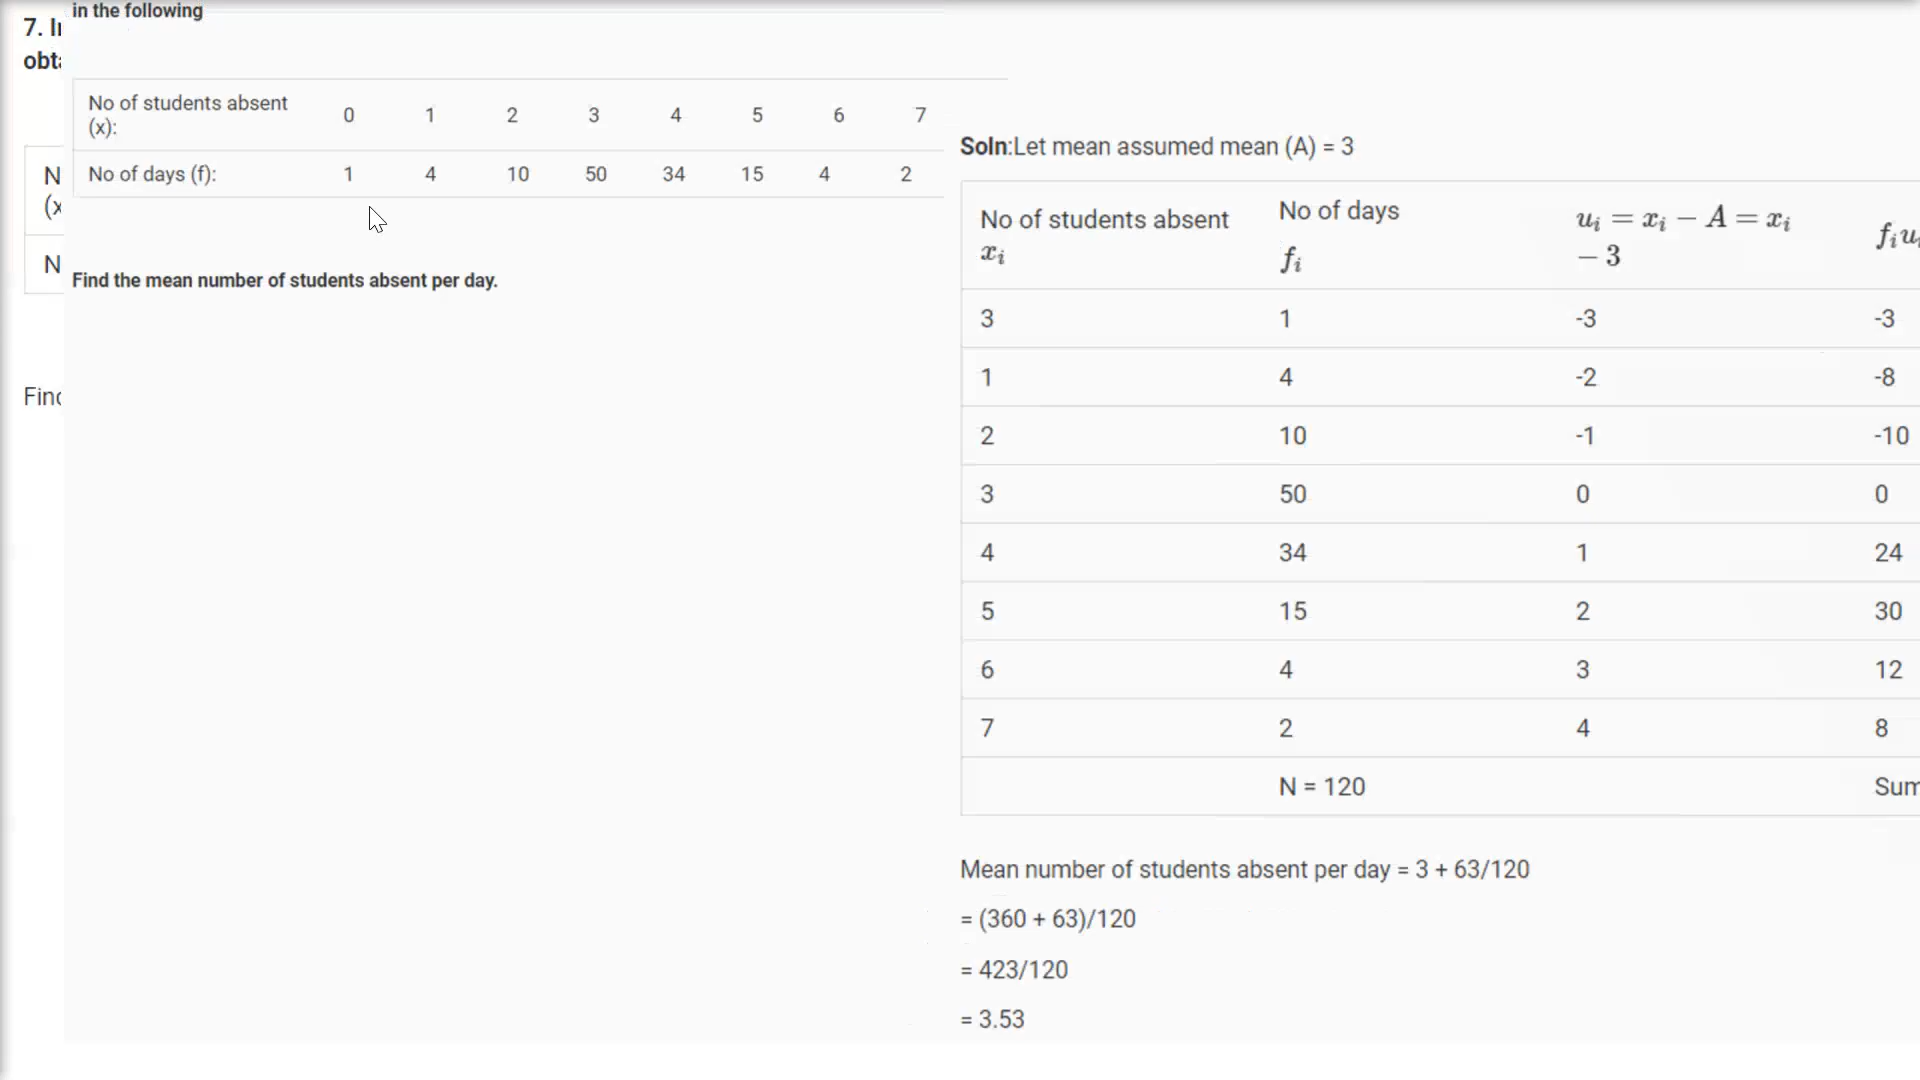 in the following
7. I
obt
No of students absent
(x): 0 1 2 3 4 5 6 7
No of days (f): 1 4 10 50 34 15 4 2
N
(x
N
Find the mean number of students absent per day.
Find
Soln:Let mean assumed mean (A) = 3
No of students absent xᵢ No of days fᵢ uᵢ = xᵢ − A = xᵢ − 3 fᵢu
3 1 -3 -3
1 4 -2 -8
2 10 -1 -10
3 50 0 0
4 34 1 24
5 15 2 30
6 4 3 12
7 2 4 8
N = 120 Sum
Mean number of students absent per day = 3 + 63/120
= (360 + 63)/120
= 423/120
= 3.53